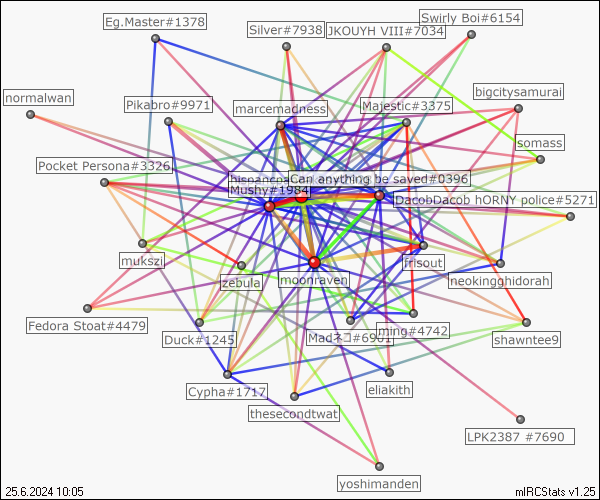 Eg.Master#1378
Silver#7938
JKOUYH VIII#7034
Swirly Boi#6154
normalwan
Pikabro#9971
marcemadness
Majestic#3375
bigcitysamurai
somass
Pocket Persona#3326
Can anything be saved#0396
Mushy#1984
DacobDacob hORNY police#5271
mukszi
zebula
moonraven
frisout
neokingghidorah
Fedora Stoat#4479
Duck#1245
Madネコ#6901
ming#4742
shawntee9
Cypha#1717
thesecondtwat
eliakith
LPK2387 #7690
yoshimanden
25.6.2024 10:05
mIRCStats v1.25